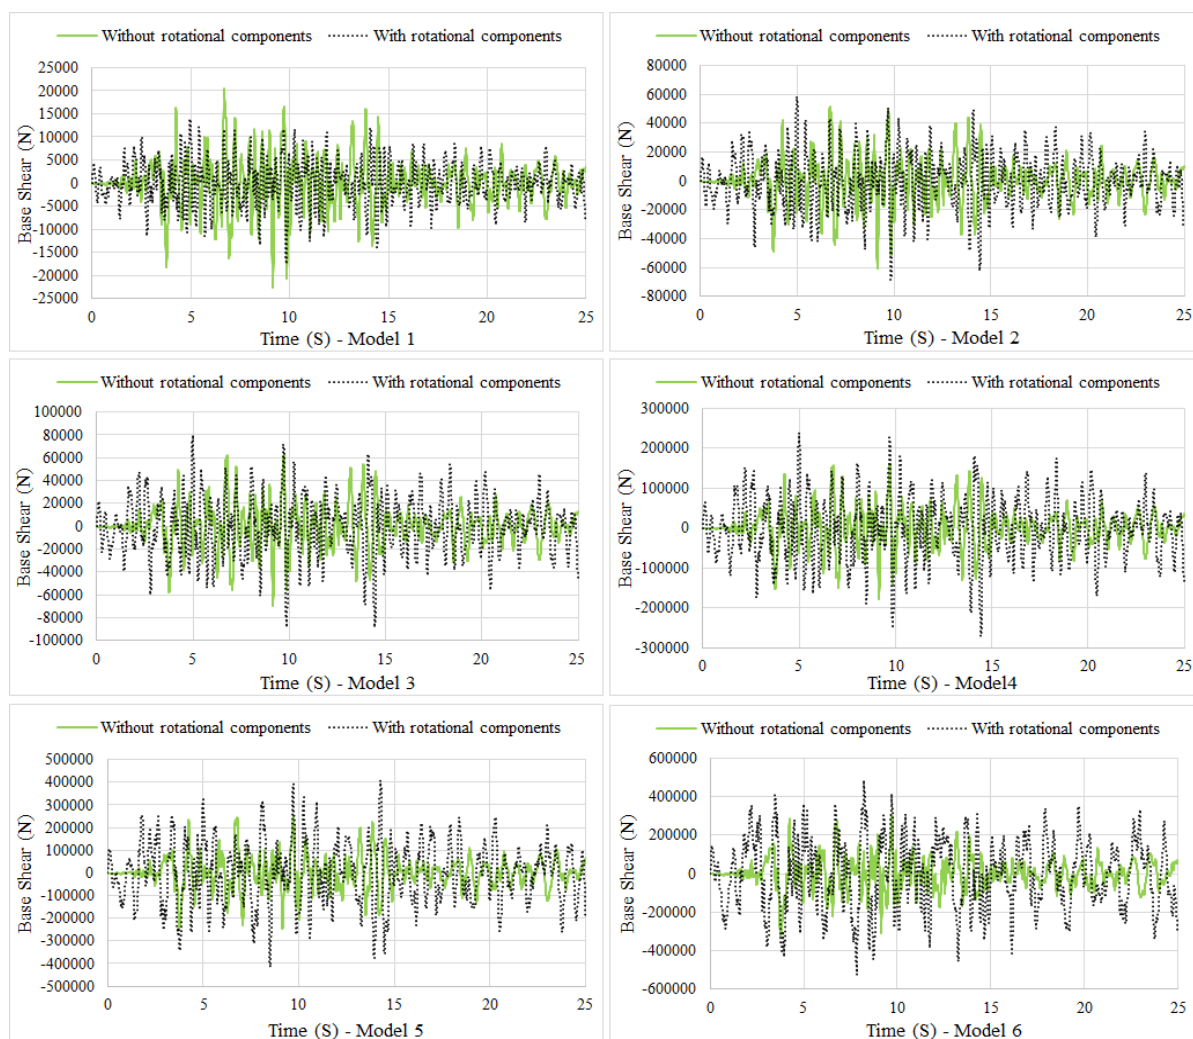 Without rotational components With rotational components
25000
20000
15000
10000
5000
0
-5000
-10000
-15000
-20000
-25000
Base Shear (N)
0 5 10 15 20 25
Time (S) - Model 1
Without rotational components With rotational components
80000
60000
40000
20000
0
-20000
-40000
-60000
-80000
Base Shear (N)
0 5 10 15 20 25
Time (S) - Model 2
Without rotational components With rotational components
100000
80000
60000
40000
20000
0
-20000
-40000
-60000
-80000
-100000
Base Shear (N)
0 5 10 15 20 25
Time (S) - Model 3
Without rotational components With rotational components
300000
200000
100000
0
-100000
-200000
-300000
Base Shear (N)
0 5 10 15 20 25
Time (S) - Model4
Without rotational components With rotational components
500000
400000
300000
200000
100000
0
-100000
-200000
-300000
-400000
-500000
Base Shear (N)
0 5 10 15 20 25
Time (S) - Model 5
Without rotational components With rotational components
600000
400000
200000
0
-200000
-400000
-600000
Base Shear (N)
0 5 10 15 20 25
Time (S) - Model 6